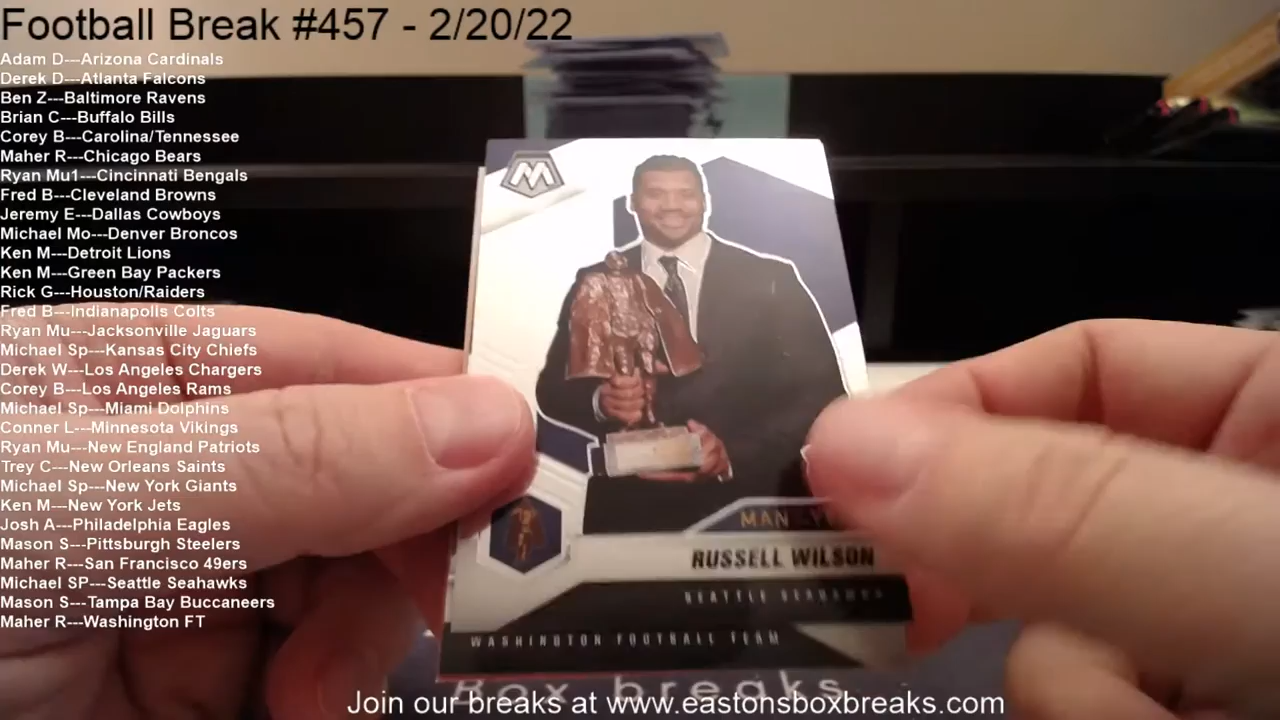 Football Break #457 - 2/20/22
Adam D---Arizona Cardinals
Derek D---Atlanta Falcons
Ben Z---Baltimore Ravens
Brian C---Buffalo Bills
Corey B---Carolina/Tennessee
Maher R---Chicago Bears
Ryan Mu1---Cincinnati Bengals
Fred B---Cleveland Browns
Jeremy E---Dallas Cowboys
Michael Mo---Denver Broncos
Ken M---Detroit Lions
Ken M---Green Bay Packers
Rick G---Houston/Raiders
Fred B---Indianapolis Colts
Ryan Mu---Jacksonville Jaguars
Michael Sp---Kansas City Chiefs
Derek W---Los Angeles Chargers
Corey B---Los Angeles Rams
Michael Sp---Miami Dolphins
Conner L---Minnesota Vikings
Ryan Mu---New England Patriots
Trey C---New Orleans Saints
Michael Sp---New York Giants
Ken M---New York Jets
Josh A---Philadelphia Eagles
Mason S---Pittsburgh Steelers
Maher R---San Francisco 49ers
Michael SP---Seattle Seahawks
Mason S---Tampa Bay Buccaneers
Maher R---Washington FT
M
MAN
RUSSELL WILSON
SEATTLE SEAHAWKS
WASHINGTON FOOTBALL TEAM
Box breaks
Join our breaks at www.eastonsboxbreaks.com